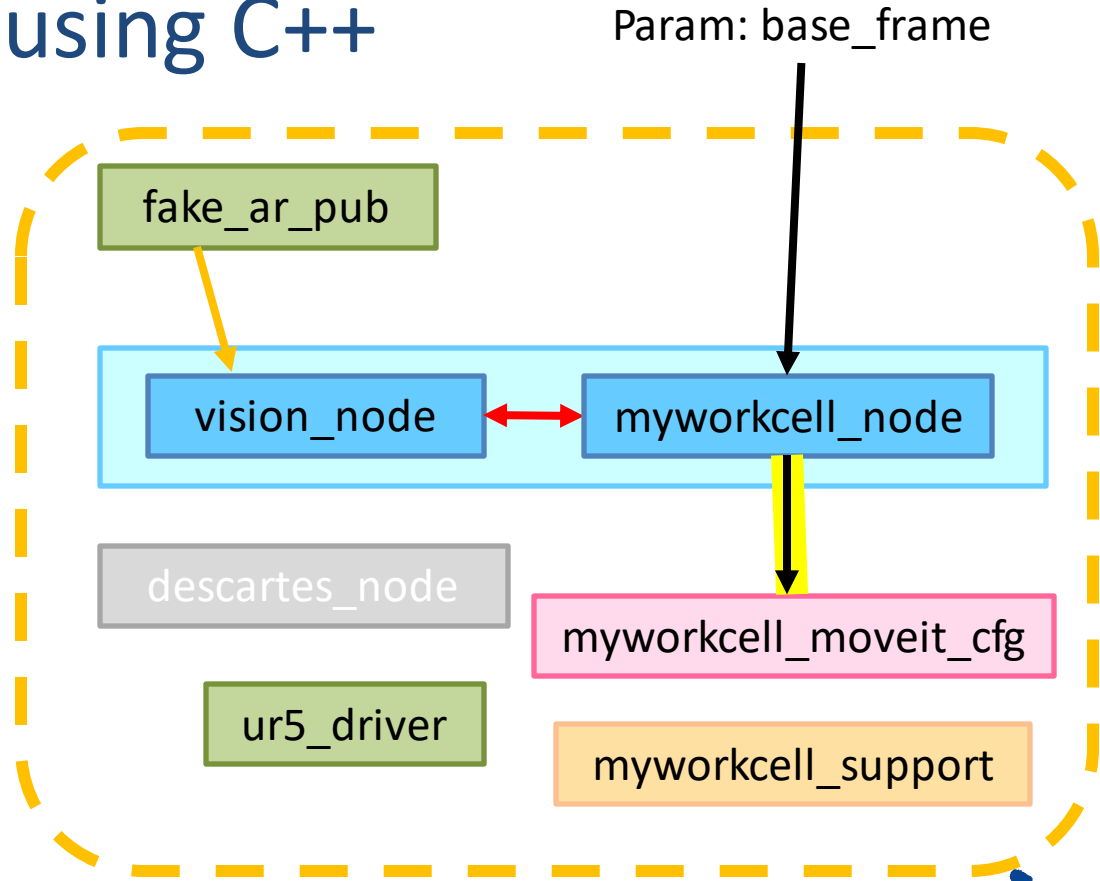 using C++
Param: base_frame
fake_ar_pub
vision_node
myworkcell_node
descartes_node
myworkcell_moveit_cfg
ur5_driver
myworkcell_support